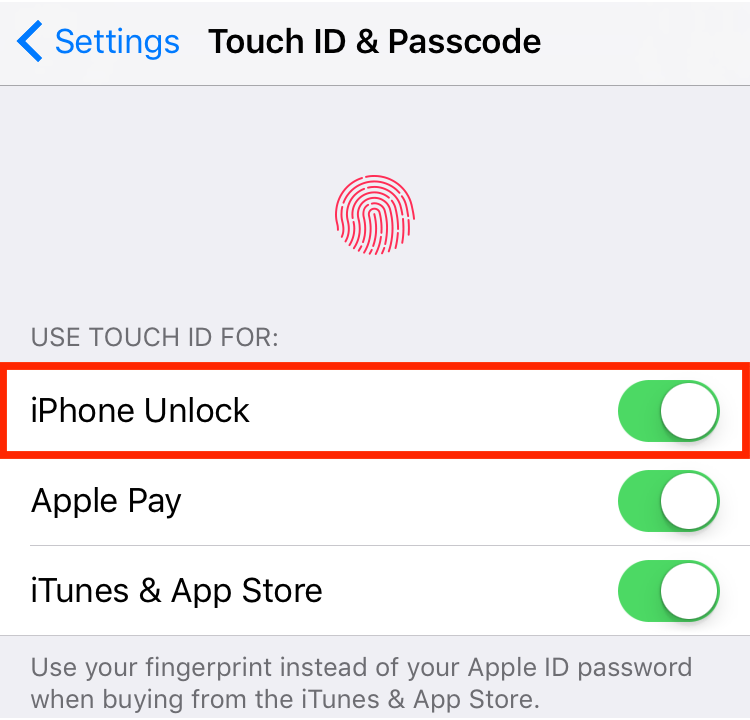 Settings Touch ID & Passcode
USE TOUCH ID FOR:
iPhone Unlock
Apple Pay
iTunes & App Store
Use your fingerprint instead of your Apple ID password
when buying from the iTunes & App Store.